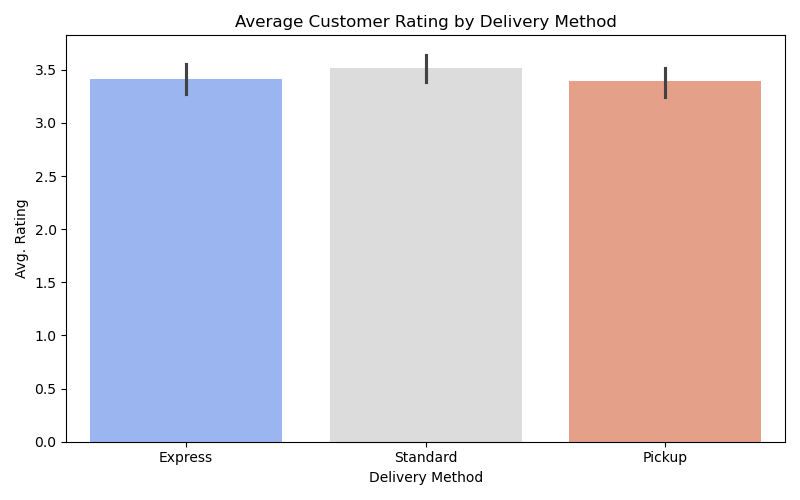 Average Customer Rating by Delivery Method
Avg. Rating
3.5
3.0
2.5
2.0
1.5
1.0
0.5
0.0
Express Standard Pickup
Delivery Method